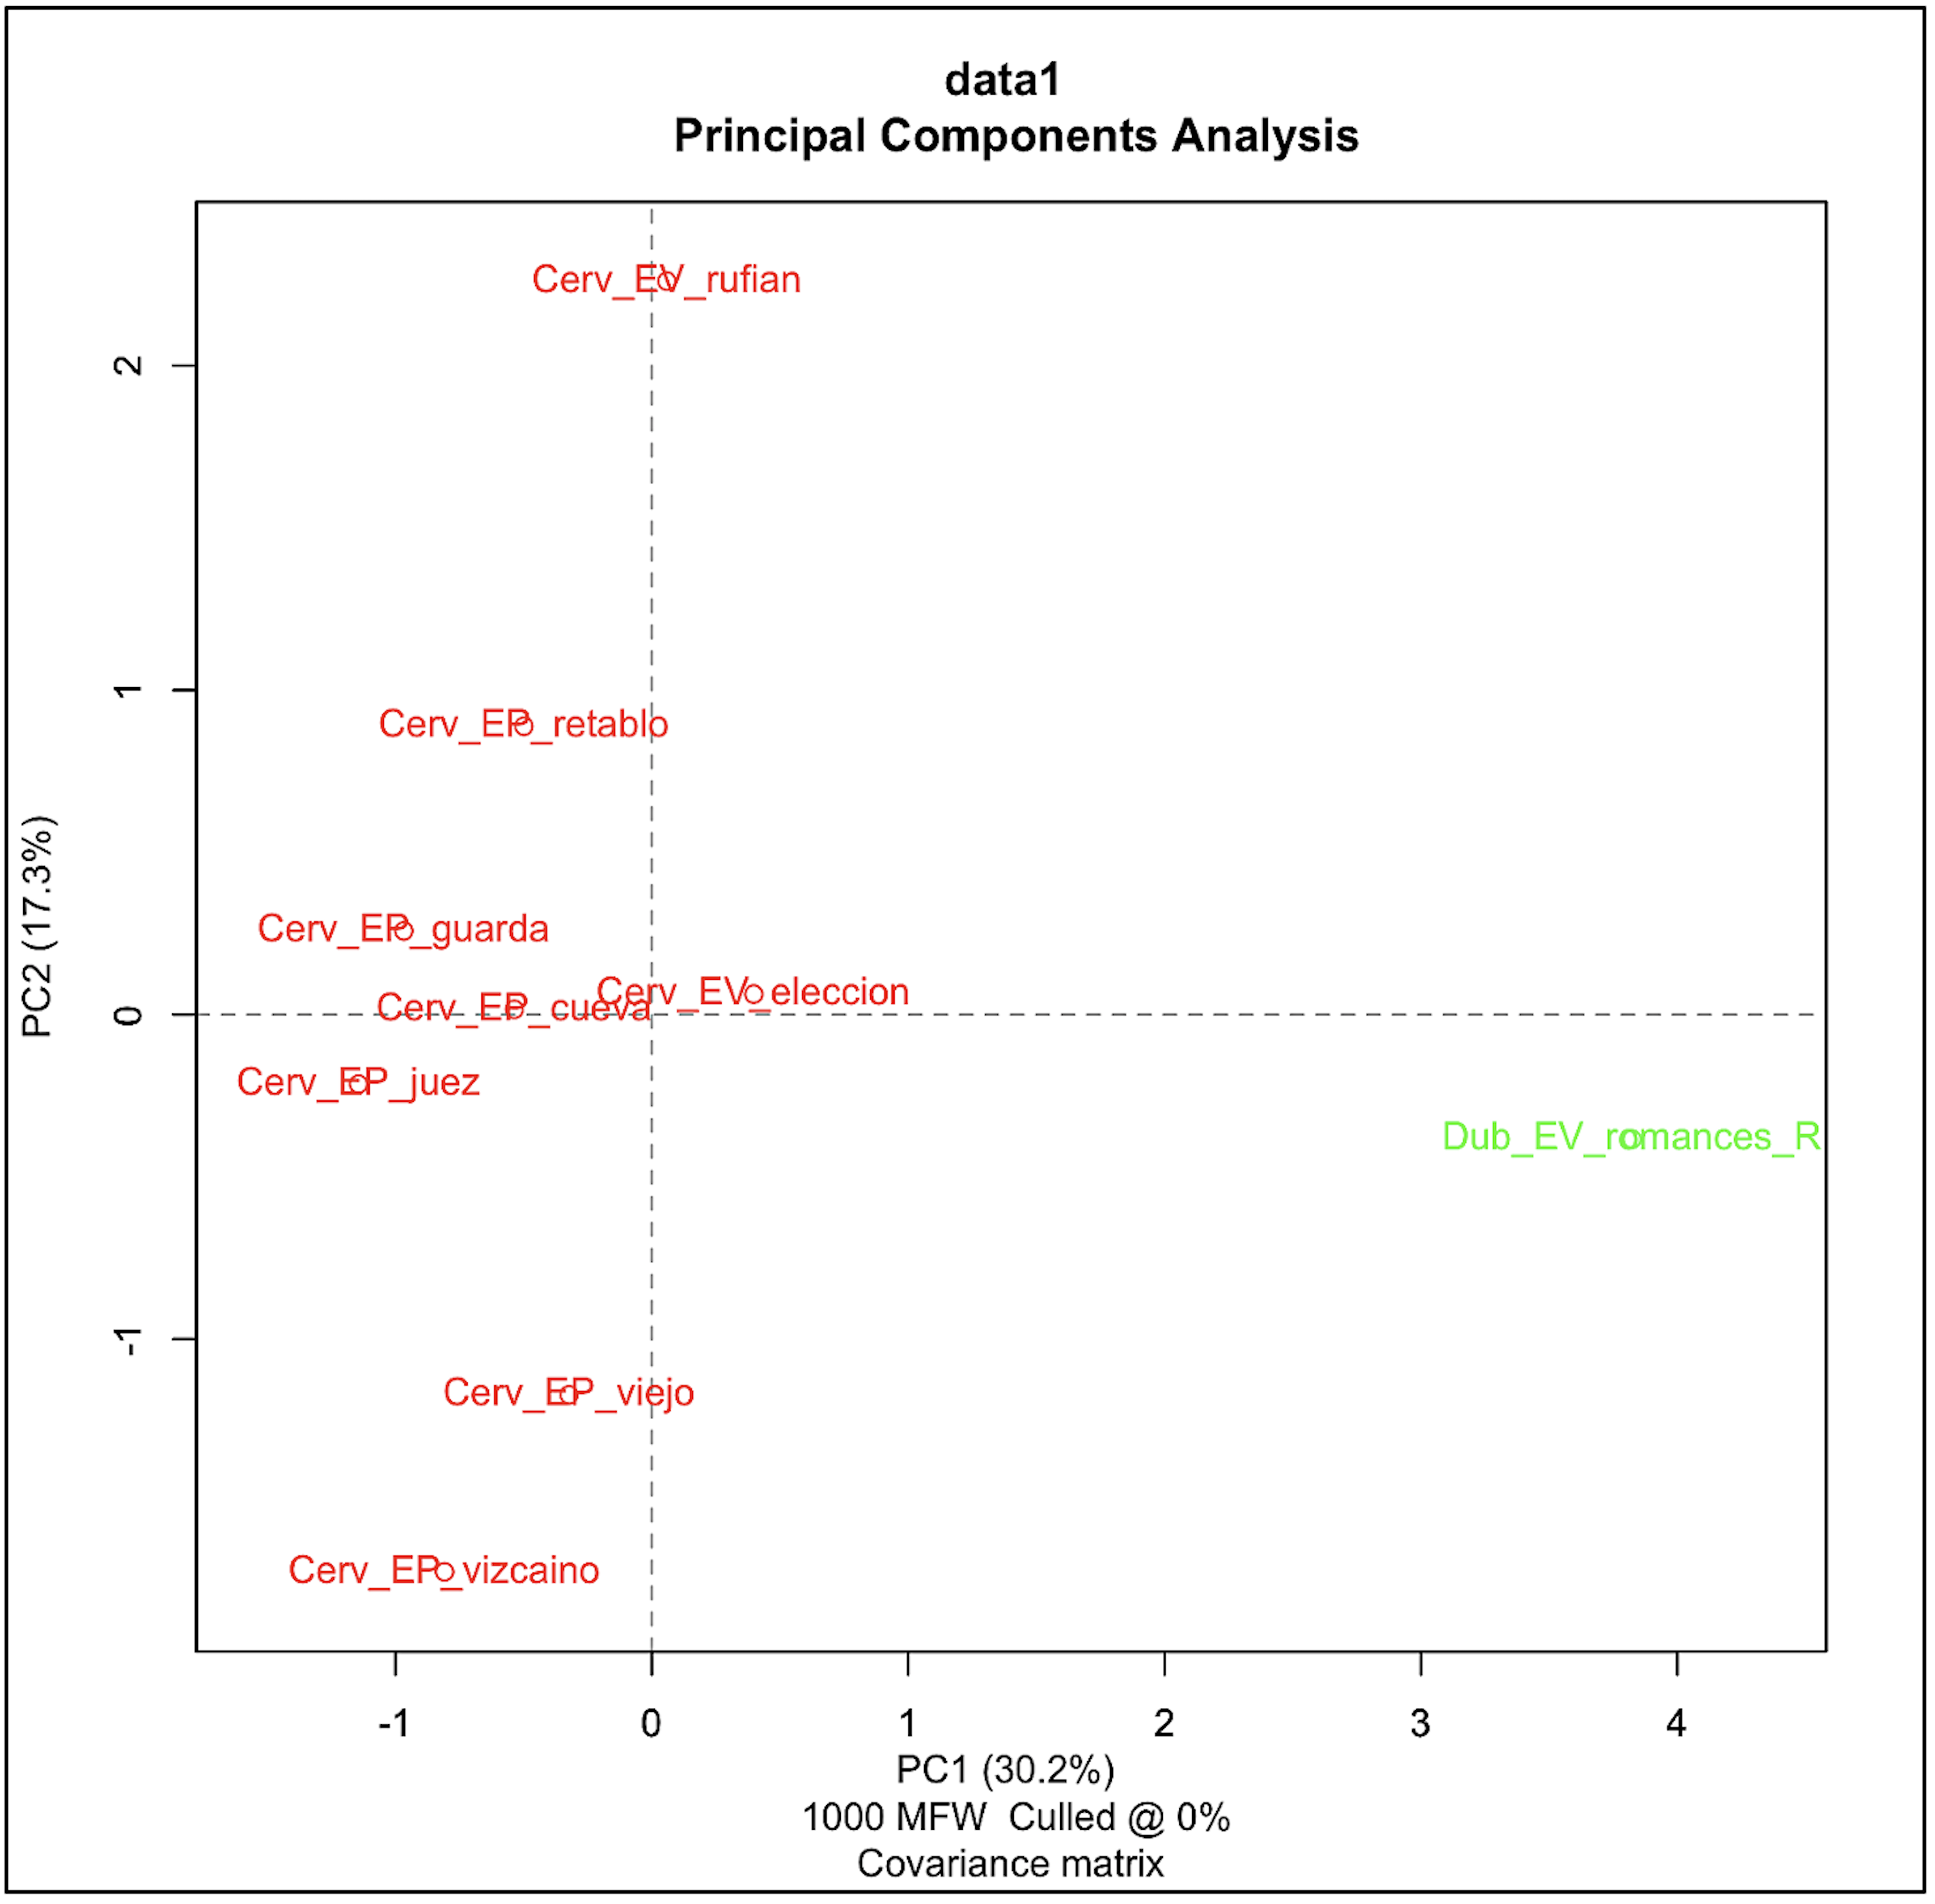 data1
Principal Components Analysis
PC2 (17.3%)
2
1
0
-1
Cerv_EV_rufian
Cerv_EP_retablo
Cerv_EP_guarda
Cerv_EV_eleccion
Cerv_EP_cueva
Cerv_EP_juez
Dub_EV_romances_R
Cerv_EP_viejo
Cerv_EP_vizcaino
-1 0 1 2 3 4
PC1 (30.2%)
1000 MFW Culled @ 0%
Covariance matrix